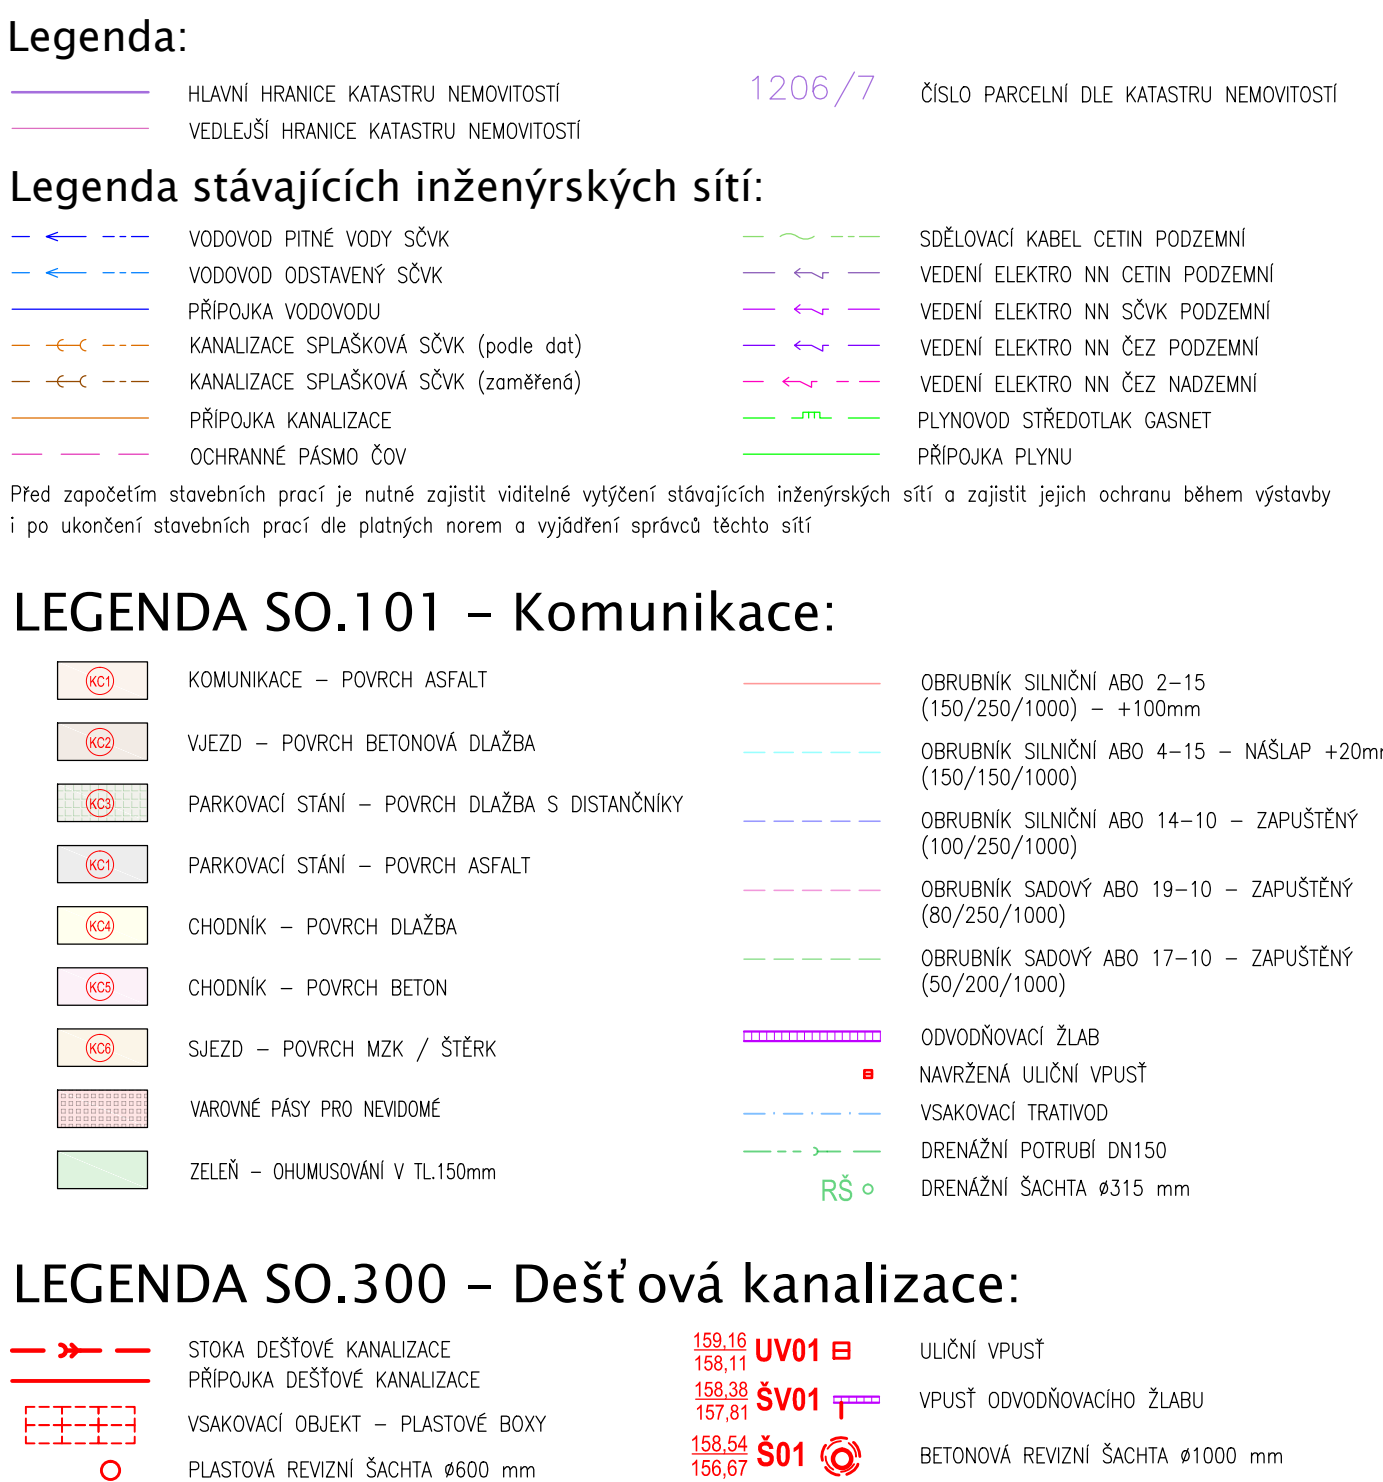 Legenda:
HLAVNÍ HRANICE KATASTRU NEMOVITOSTÍ
VEDLEJŠÍ HRANICE KATASTRU NEMOVITOSTÍ
1206/7 ČÍSLO PARCELNÍ DLE KATASTRU NEMOVITOSTÍ
Legenda stávajících inženýrských sítí:
VODOVOD PITNÉ VODY SČVK
VODOVOD ODSTAVENÝ SČVK
PŘÍPOJKA VODOVODU
KANALIZACE SPLAŠKOVÁ SČVK (podle dat)
KANALIZACE SPLAŠKOVÁ SČVK (zaměřená)
PŘÍPOJKA KANALIZACE
OCHRANNÉ PÁSMO ČOV
SDĚLOVACÍ KABEL CETIN PODZEMNÍ
VEDENÍ ELEKTRO NN CETIN PODZEMNÍ
VEDENÍ ELEKTRO NN SČVK PODZEMNÍ
VEDENÍ ELEKTRO NN ČEZ PODZEMNÍ
VEDENÍ ELEKTRO NN ČEZ NADZEMNÍ
PLYNOVOD STŘEDOTLAK GASNET
PŘÍPOJKA PLYNU
Před započetím stavebních prací je nutné zajistit viditelné vytýčení stávajících inženýrských sítí a zajistit jejich ochranu během výstavby
i po ukončení stavebních prací dle platných norem a vyjádření správců těchto sítí
LEGENDA SO.101 – Komunikace:
KC1 KOMUNIKACE – POVRCH ASFALT
KC2 VJEZD – POVRCH BETONOVÁ DLAŽBA
KC3 PARKOVACÍ STÁNÍ – POVRCH DLAŽBA S DISTANČNÍKY
KC1 PARKOVACÍ STÁNÍ – POVRCH ASFALT
KC4 CHODNÍK – POVRCH DLAŽBA
KC5 CHODNÍK – POVRCH BETON
KC6 SJEZD – POVRCH MZK / ŠTĚRK
VAROVNÉ PÁSY PRO NEVIDOMÉ
ZELEŇ – OHUMUSOVÁNÍ V TL.150mm
OBRUBNÍK SILNIČNÍ ABO 2–15
(150/250/1000) – +100mm
OBRUBNÍK SILNIČNÍ ABO 4–15 – NÁŠLAP
(150/150/1000)
OBRUBNÍK SILNIČNÍ ABO 14–10 – ZAPUŠTĚNÝ
(100/250/1000)
OBRUBNÍK SADOVÝ ABO 19–10 – ZAPUŠTĚNÝ
(80/250/1000)
OBRUBNÍK SADOVÝ ABO 17–10 – ZAPUŠTĚNÝ
(50/200/1000)
ODVODŇOVACÍ ŽLAB
NAVRŽENÁ ULIČNÍ VPUSŤ
VSAKOVACÍ TRATIVOD
DRENÁŽNÍ POTRUBÍ DN150
RŠ DRENÁŽNÍ ŠACHTA ø315 mm
LEGENDA SO.300 – Dešťová kanalizace:
STOKA DEŠŤOVÉ KANALIZACE
PŘÍPOJKA DEŠŤOVÉ KANALIZACE
VSAKOVACÍ OBJEKT – PLASTOVÉ BOXY
PLASTOVÁ REVIZNÍ ŠACHTA ø600 mm
159,16
158,11
UV01 ULIČNÍ VPUSŤ
158,38
157,81
ŠV01 VPUSŤ ODVODŇOVACÍHO ŽLABU
158,54
156,67
Š01 BETONOVÁ REVIZNÍ ŠACHTA ø1000 mm